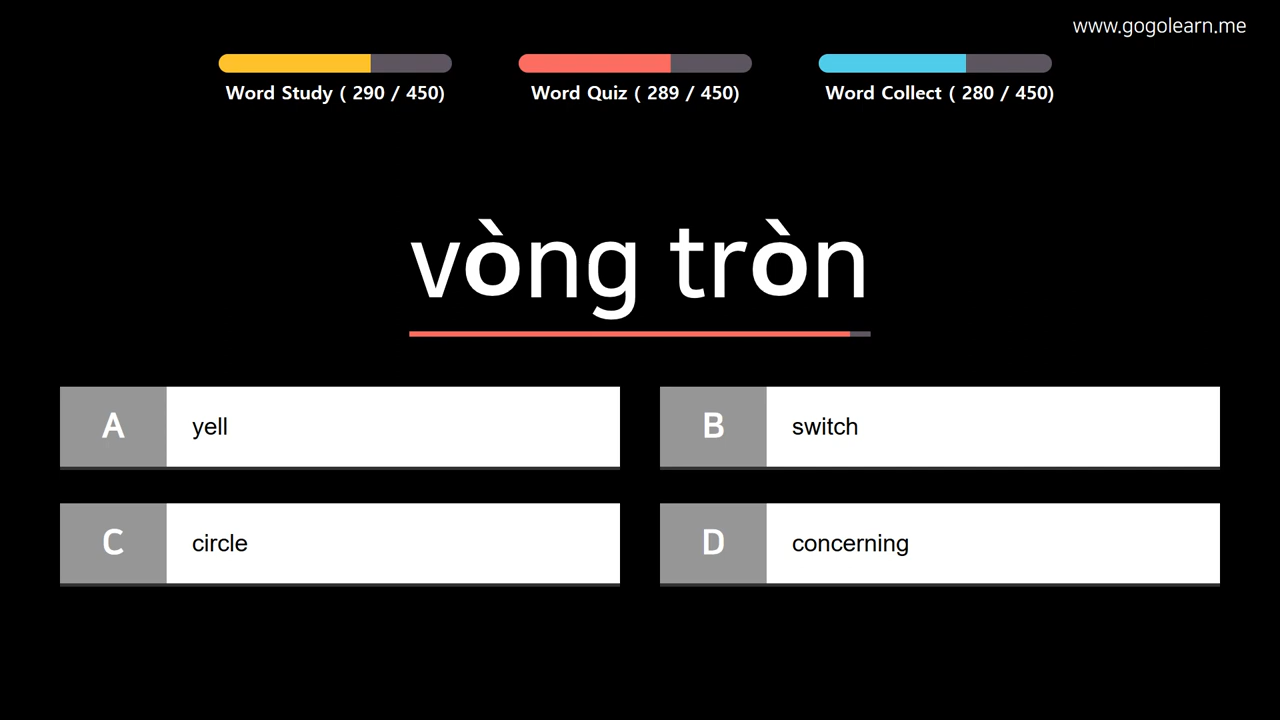 www.gogolearn.me
Word Study ( 290 / 450)
Word Quiz ( 289 / 450)
Word Collect ( 280 / 450)
vòng tròn
A yell
B switch
C circle
D concerning